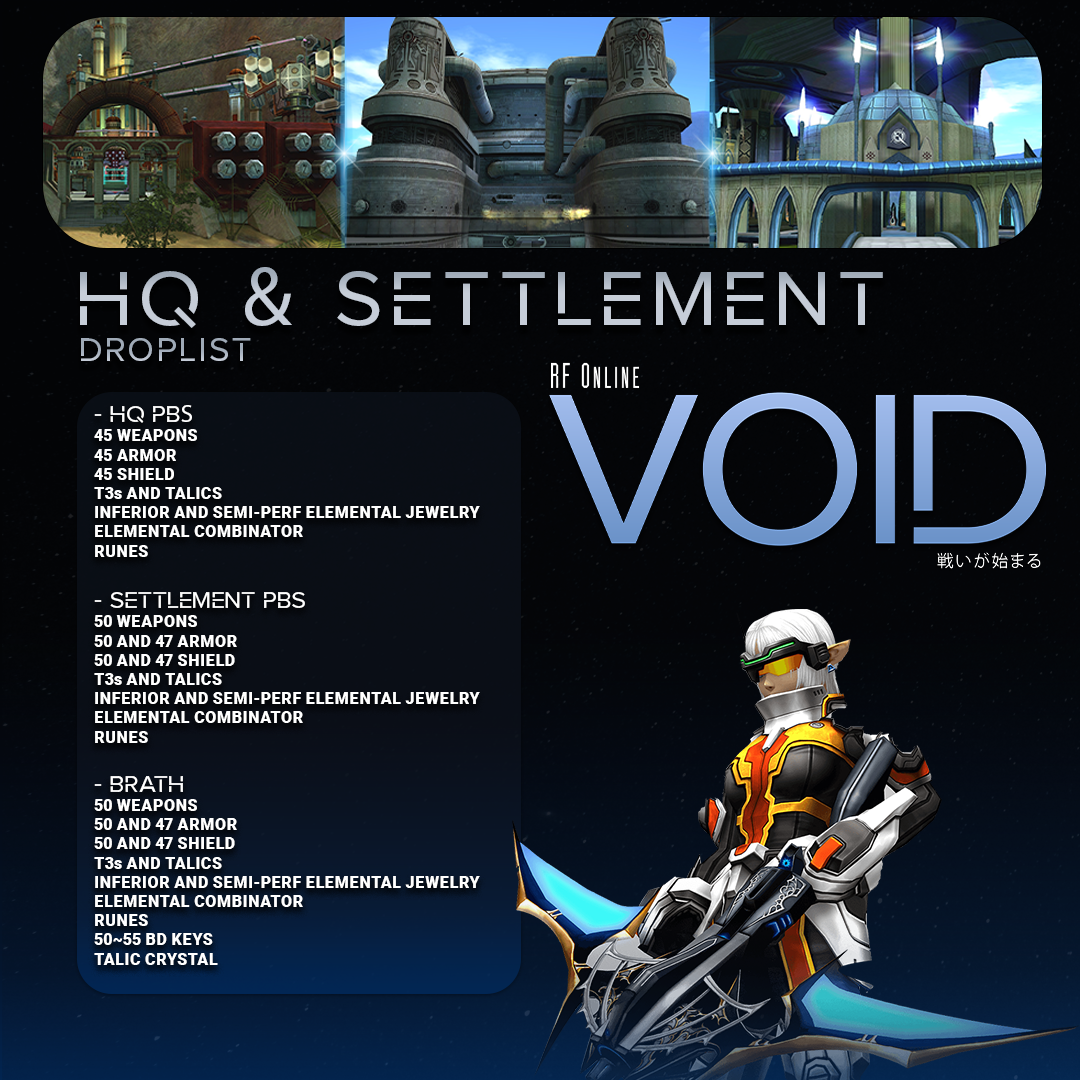 HQ & SETTLEMENT
DROPLIST
RF ONLINE
VOID
戦いが始まる
- HQ PBS
45 WEAPONS
45 ARMOR
45 SHIELD
T3s AND TALICS
INFERIOR AND SEMI-PERF ELEMENTAL JEWELRY
ELEMENTAL COMBINATOR
RUNES
- SETTLEMENT PBS
50 WEAPONS
50 AND 47 ARMOR
50 AND 47 SHIELD
T3s AND TALICS
INFERIOR AND SEMI-PERF ELEMENTAL JEWELRY
ELEMENTAL COMBINATOR
RUNES
- BRATH
50 WEAPONS
50 AND 47 ARMOR
50 AND 47 SHIELD
T3s AND TALICS
INFERIOR AND SEMI-PERF ELEMENTAL JEWELRY
ELEMENTAL COMBINATOR
RUNES
50~55 BD KEYS
TALIC CRYSTAL